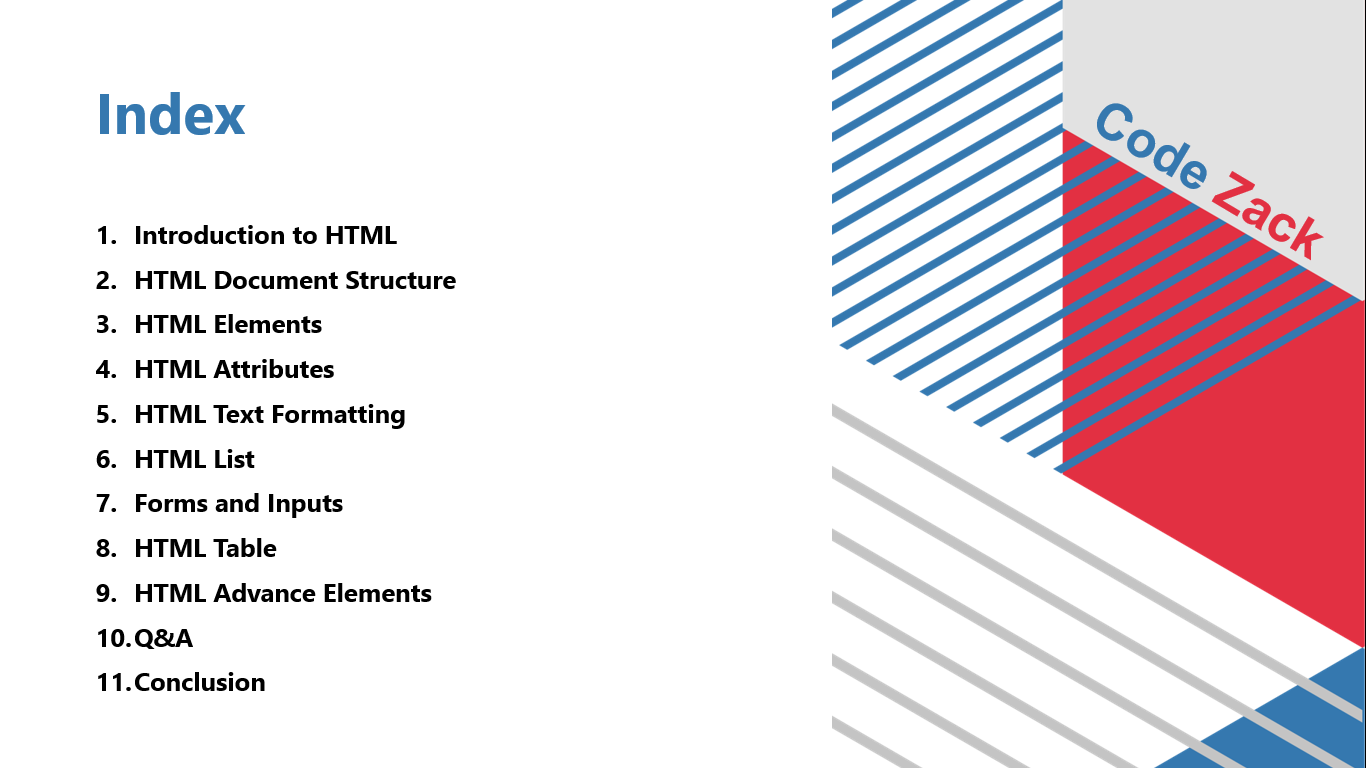 Index
Code Zack
1. Introduction to HTML
2. HTML Document Structure
3. HTML Elements
4. HTML Attributes
5. HTML Text Formatting
6. HTML List
7. Forms and Inputs
8. HTML Table
9. HTML Advance Elements
10. Q&A
11. Conclusion